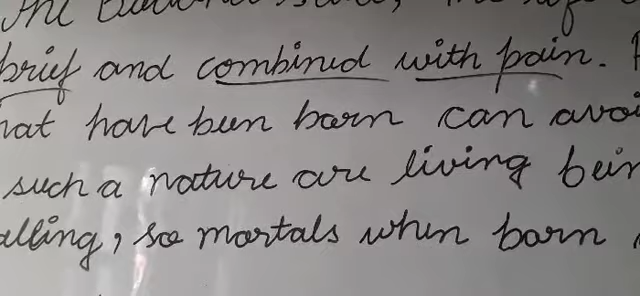 The
brief and combined with pain.
hat have been born can avoi
such a nature are living bein
alling, so mortals when born